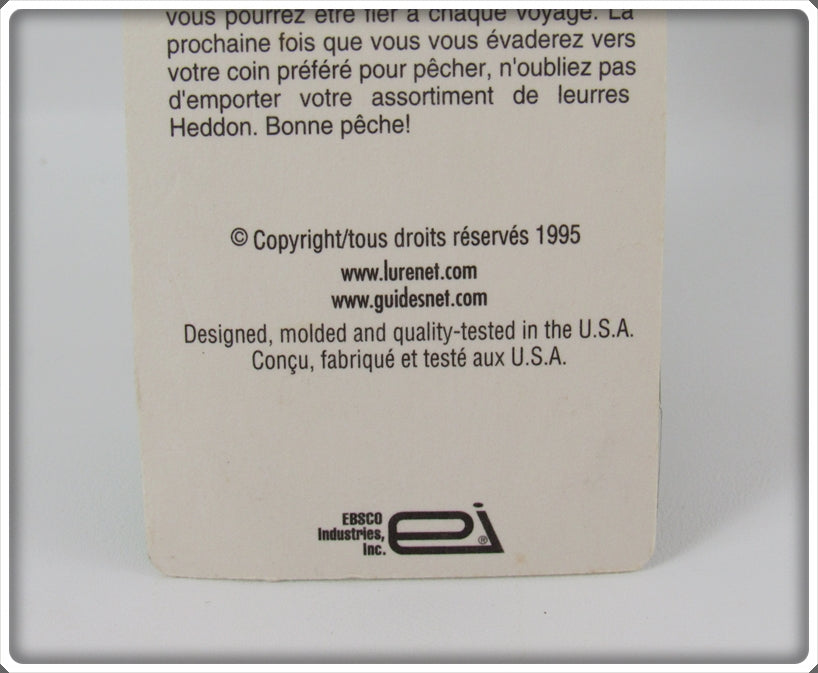 vous pourrez être fier à chaque voyage. La
prochaine fois que vous vous évaderez vers
votre coin préféré pour pêcher, n'oubliez pas
d'emporter votre assortiment de leurres
Heddon. Bonne pêche!
© Copyright/tous droits réservés 1995
www.lurenet.com
www.guidesnet.com
Designed, molded and quality-tested in the U.S.A.
Conçu, fabriqué et testé aux U.S.A.
EBSCO
Industries,
Inc.
ei®